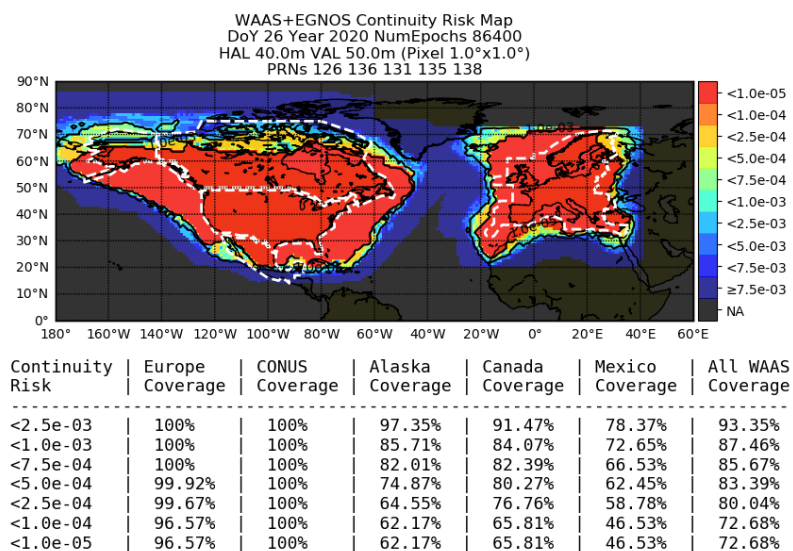 WAAS+EGNOS Continuity Risk Map
DoY 26 Year 2020 NumEpochs 86400
HAL 40.0m VAL 50.0m (Pixel 1.0°x1.0°)
PRNs 126 136 131 135 138
90°N
80°N
70°N
60°N
50°N
40°N
30°N
20°N
10°N
0°
180° 160°W 140°W 120°W 100°W 80°W 60°W 40°W 20°W 0° 20°E 40°E 60°E
<1.0e-05
<1.0e-04
<2.5e-04
<5.0e-04
<7.5e-04
<1.0e-03
<2.5e-03
<5.0e-03
<7.5e-03
≥7.5e-03
NA
Continuity | Europe | CONUS | Alaska | Canada | Mexico | All WAAS
Risk | Coverage | Coverage | Coverage | Coverage | Coverage | Coverage
--------------------------------------------------------------------------------
<2.5e-03 | 100% | 100% | 97.35% | 91.47% | 78.37% | 93.35%
<1.0e-03 | 100% | 100% | 85.71% | 84.07% | 72.65% | 87.46%
<7.5e-04 | 100% | 100% | 82.01% | 82.39% | 66.53% | 85.67%
<5.0e-04 | 99.92% | 100% | 74.87% | 80.27% | 62.45% | 83.39%
<2.5e-04 | 99.67% | 100% | 64.55% | 76.76% | 58.78% | 80.04%
<1.0e-04 | 96.57% | 100% | 62.17% | 65.81% | 46.53% | 72.68%
<1.0e-05 | 96.57% | 100% | 62.17% | 65.81% | 46.53% | 72.68%